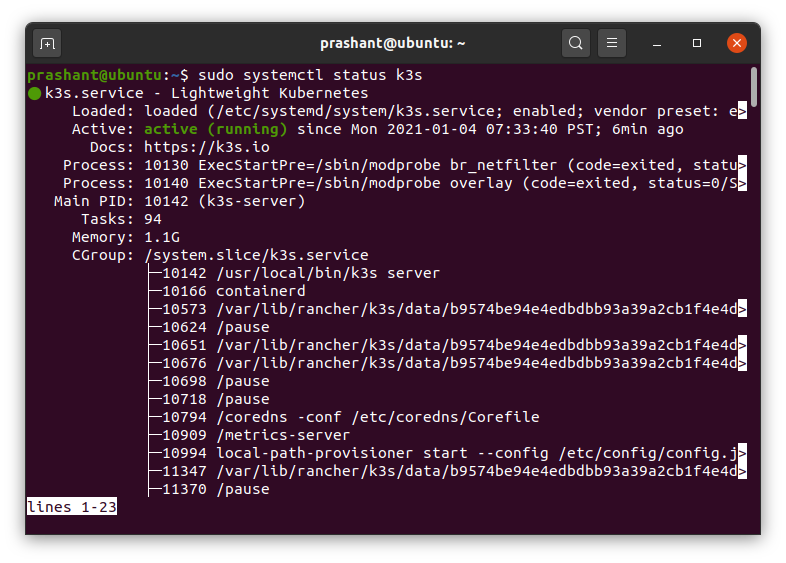 prashant@ubuntu: ~
prashant@ubuntu:~$ sudo systemctl status k3s
k3s.service - Lightweight Kubernetes
Loaded: loaded (/etc/systemd/system/k3s.service; enabled; vendor preset: e>
Active: active (running) since Mon 2021-01-04 07:33:40 PST; 6min ago
Docs: https://k3s.io
Process: 10130 ExecStartPre=/sbin/modprobe br_netfilter (code=exited, statu>
Process: 10140 ExecStartPre=/sbin/modprobe overlay (code=exited, status=0/S>
Main PID: 10142 (k3s-server)
Tasks: 94
Memory: 1.1G
CGroup: /system.slice/k3s.service
├─10142 /usr/local/bin/k3s server
├─10166 containerd
├─10573 /var/lib/rancher/k3s/data/b9574be94e4edbdbb93a39a2cb1f4e4d>
├─10624 /pause
├─10651 /var/lib/rancher/k3s/data/b9574be94e4edbdbb93a39a2cb1f4e4d>
├─10676 /var/lib/rancher/k3s/data/b9574be94e4edbdbb93a39a2cb1f4e4d>
├─10698 /pause
├─10718 /pause
├─10794 /coredns -conf /etc/coredns/Corefile
├─10909 /metrics-server
├─10994 local-path-provisioner start --config /etc/config/config.j>
├─11347 /var/lib/rancher/k3s/data/b9574be94e4edbdbb93a39a2cb1f4e4d>
├─11370 /pause
lines 1-23